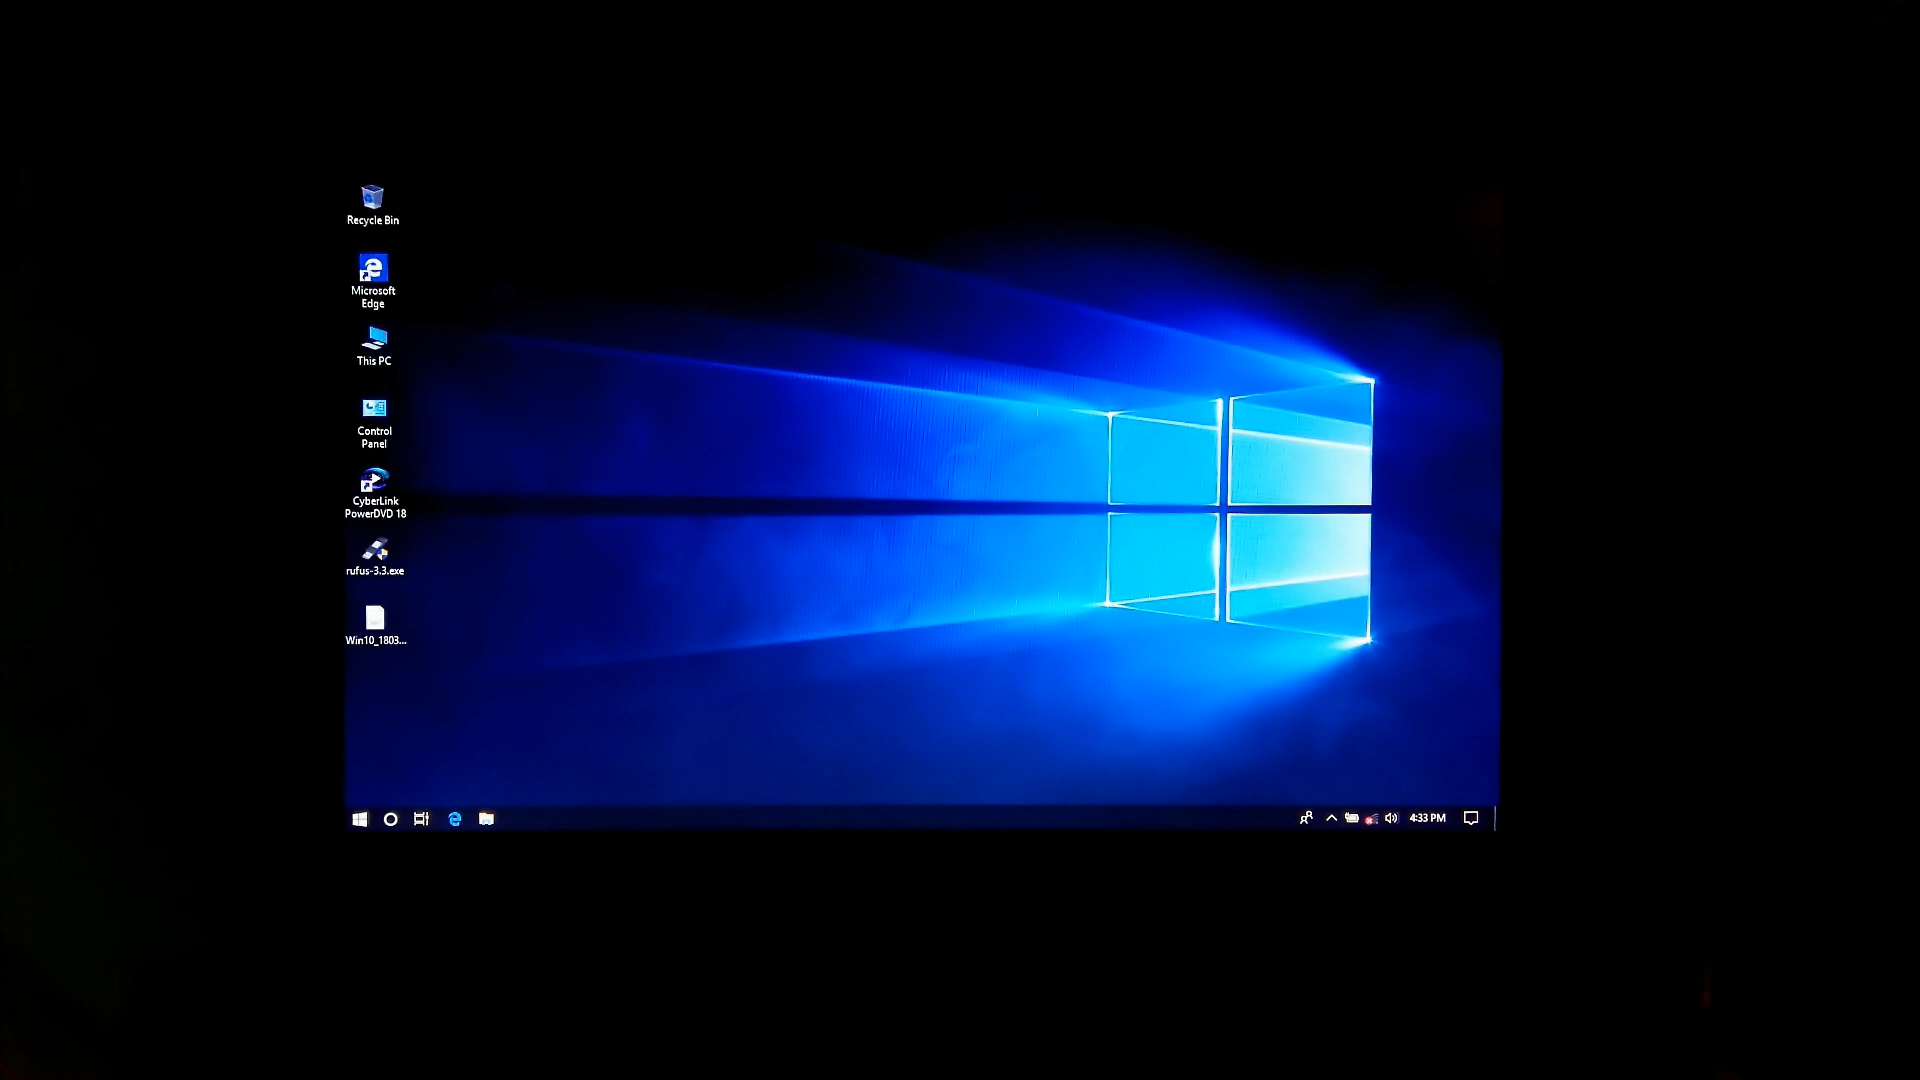 Recycle Bin
Microsoft
Edge
This PC
Control
Panel
CyberLink
PowerDVD 18
rufus-3.3.exe
Win10_1803...
4:33 PM